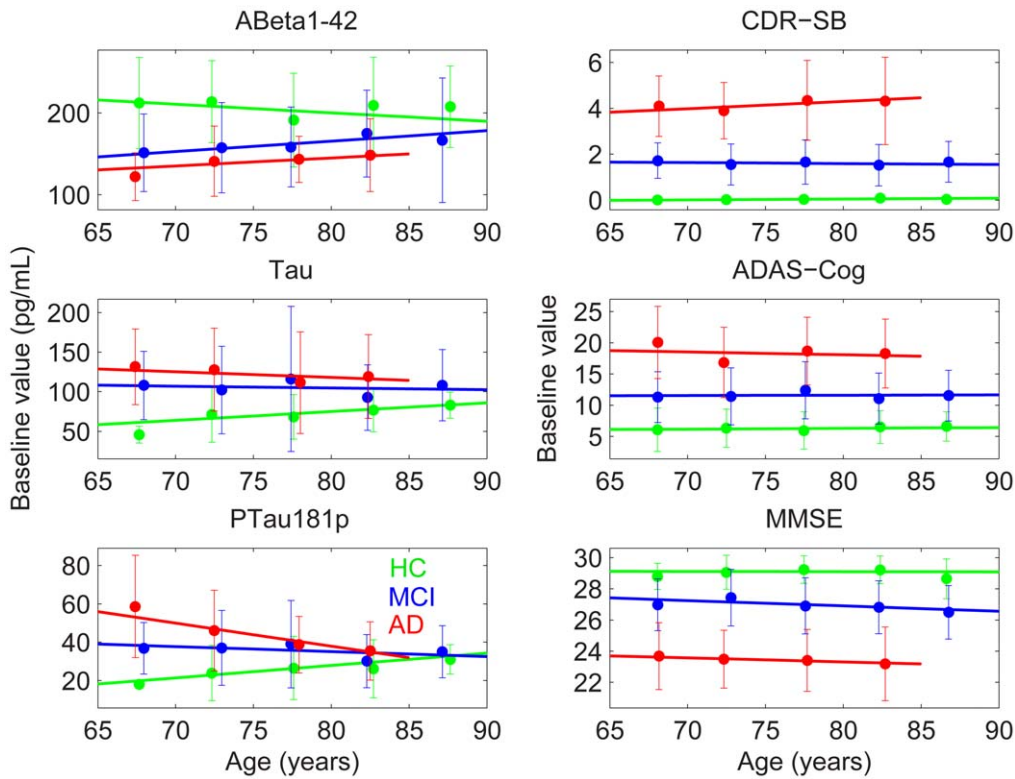 ABeta1-42
200
100
65 70 75 80 85 90
CDR−SB
6
4
2
0
65 70 75 80 85 90
Tau
200
150
100
50
65 70 75 80 85 90
ADAS−Cog
25
20
15
10
5
65 70 75 80 85 90
Baseline value (pg/mL)
Baseline value
PTau181p
80
60
40
20
HC
MCI
AD
65 70 75 80 85 90
Age (years)
MMSE
30
28
26
24
22
65 70 75 80 85 90
Age (years)